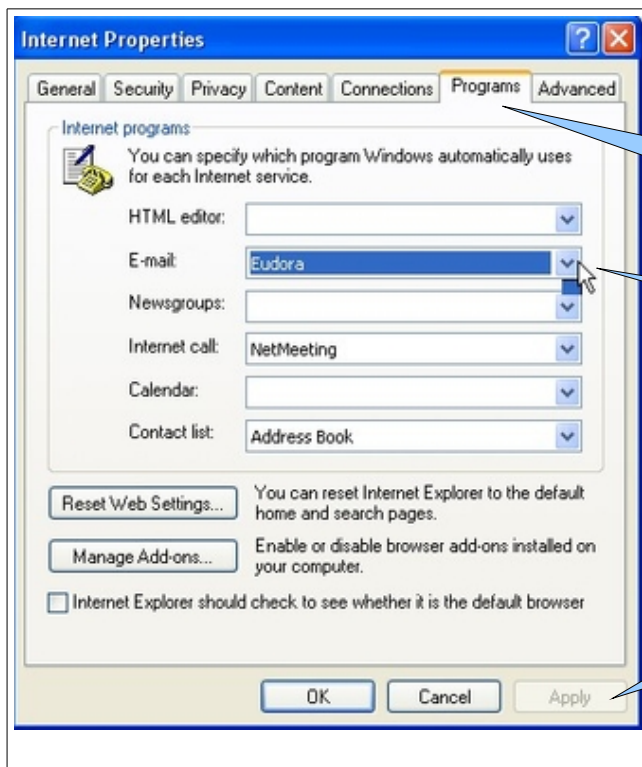 Internet Properties
General Security Privacy Content Connections Programs Advanced
Internet programs
You can specify which program Windows automatically uses
for each Internet service.
HTML editor:
E-mail: Eudora
Newsgroups:
Internet call: NetMeeting
Calendar:
Contact list: Address Book
Reset Web Settings...
You can reset Internet Explorer to the default
home and search pages.
Manage Add-ons...
Enable or disable browser add-ons installed on
your computer.
Internet Explorer should check to see whether it is the default browser
OK Cancel Apply